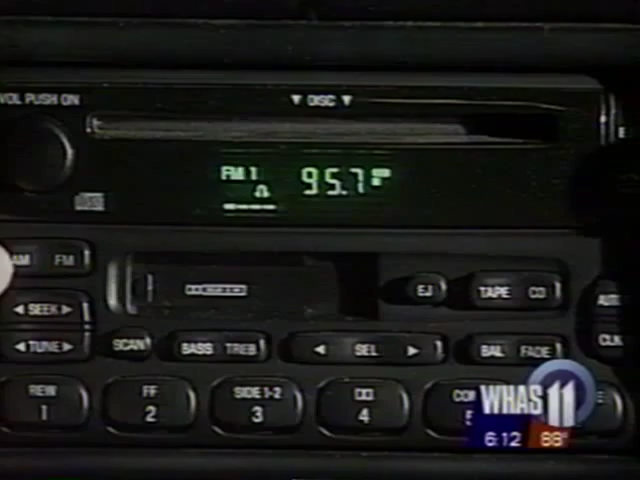 VOL PUSH ON
▼ DISC ▼
FM 1 95.7
AM FM
EJ
TAPE CD
◀ SEEK ▶
◀ TUNE ▶
SCAN
BASS TREB
◀ SEL ▶
BAL FADE
CLK
REW
1
FF
2
SIDE 1-2
3
4
WHAS 11
6:12 88°